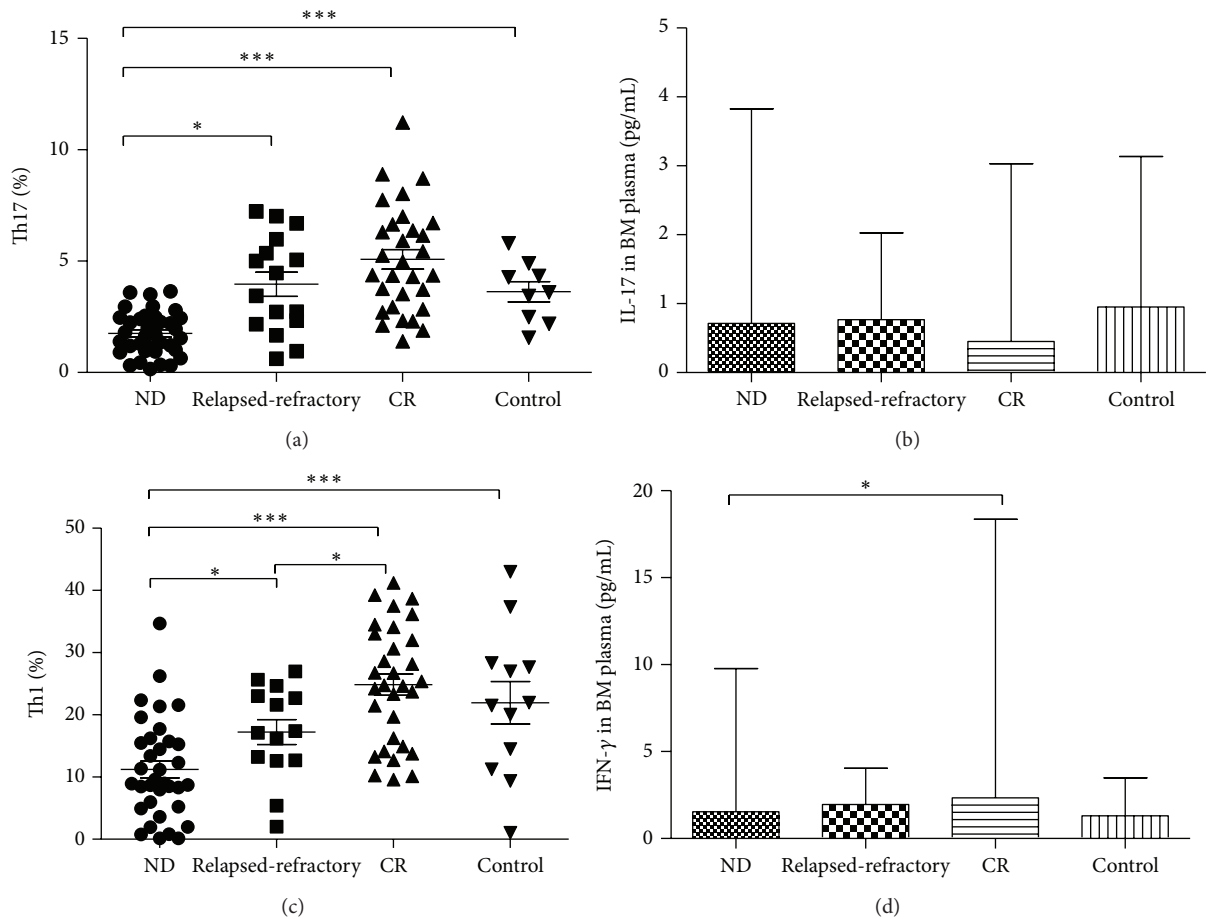 ***
***
*
15
10
5
0
Th17 (%)
ND Relapsed-refractory CR Control
(a)
5
4
3
2
1
0
IL-17 in BM plasma (pg/mL)
ND Relapsed-refractory CR Control
(b)
***
***
*
*
50
40
30
20
10
0
Th1 (%)
ND Relapsed-refractory CR Control
(c)
*
20
15
10
5
0
IFN-γ in BM plasma (pg/mL)
ND Relapsed-refractory CR Control
(d)